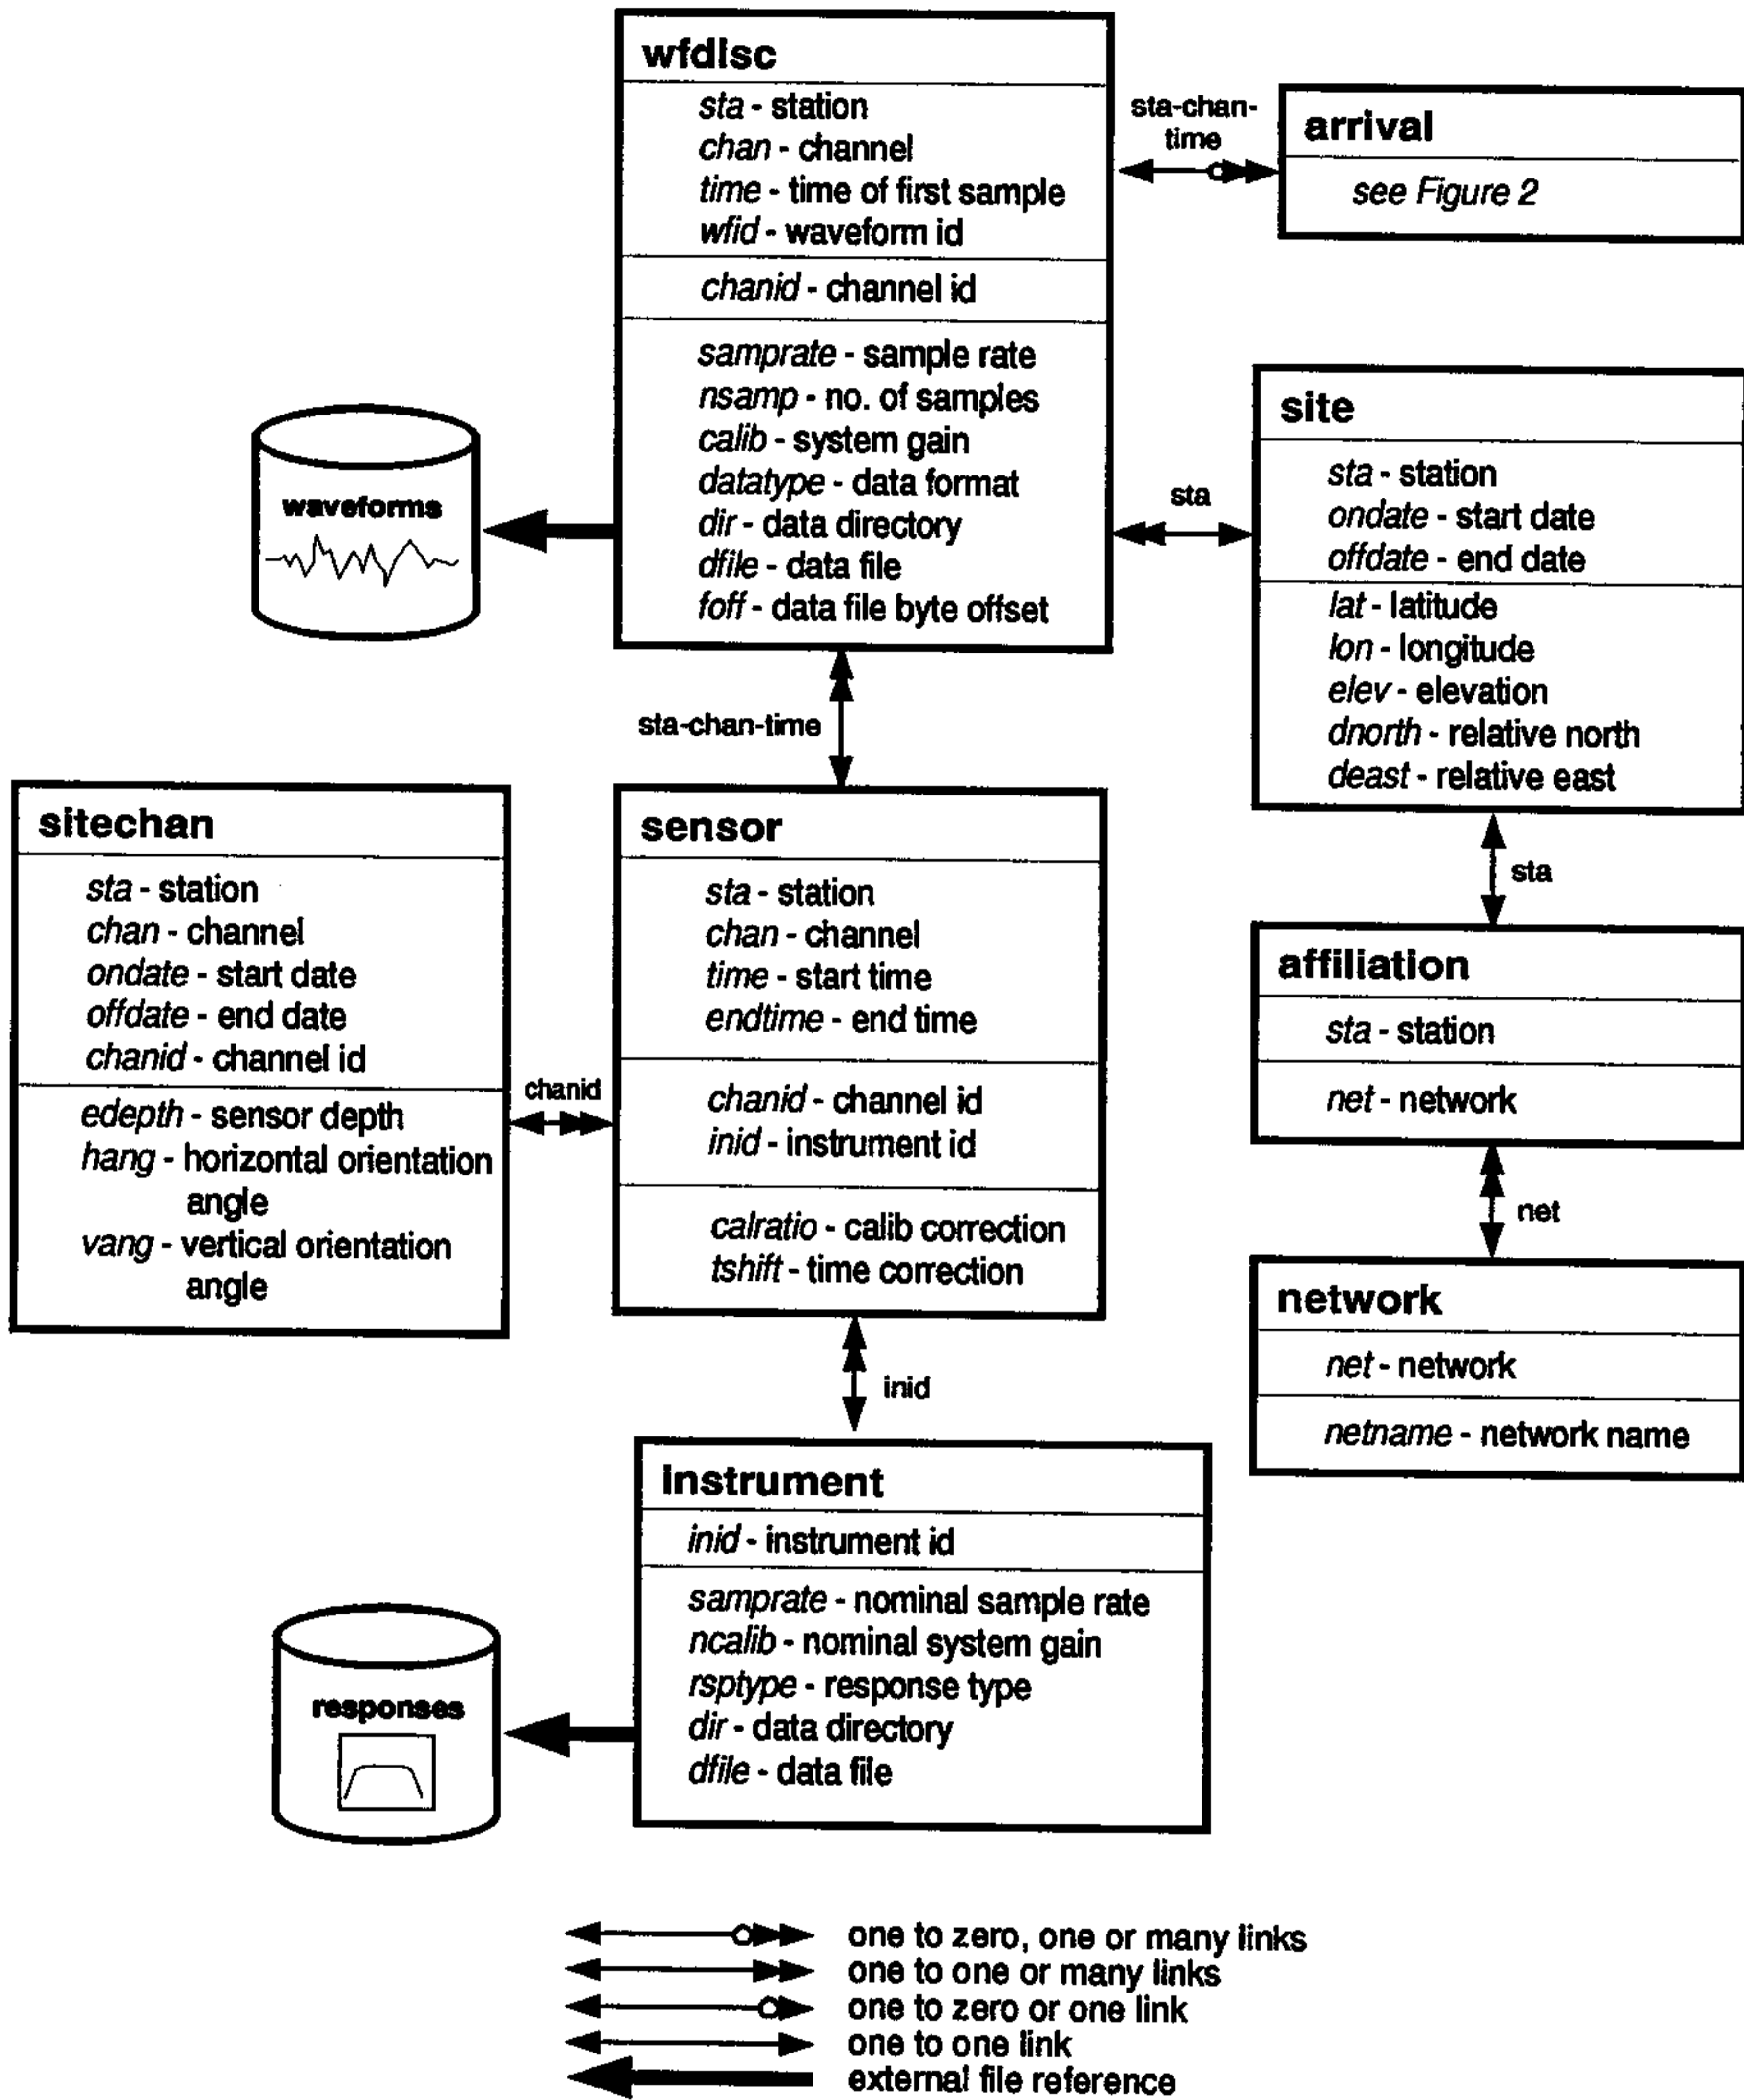 wfdisc
sta - station
chan - channel
time - time of first sample
wfid - waveform id
chanid - channel id
samprate - sample rate
nsamp - no. of samples
calib - system gain
datatype - data format
dir - data directory
dfile - data file
foff - data file byte offset
sta-chan-
time
arrival
see Figure 2
waveforms
sta
site
sta - station
ondate - start date
offdate - end date
lat - latitude
lon - longitude
elev - elevation
dnorth - relative north
deast - relative east
sta-chan-time
sitechan
sta - station
chan - channel
ondate - start date
offdate - end date
chanid - channel id
edepth - sensor depth
hang - horizontal orientation
angle
vang - vertical orientation
angle
chanid
sensor
sta - station
chan - channel
time - start time
endtime - end time
chanid - channel id
inid - instrument id
calratio - calib correction
tshift - time correction
sta
affiliation
sta - station
net - network
net
network
net - network
netname - network name
inid
instrument
inid - instrument id
samprate - nominal sample rate
ncalib - nominal system gain
rsptype - response type
dir - data directory
dfile - data file
responses
one to zero, one or many links
one to one or many links
one to zero or one link
one to one link
external file reference